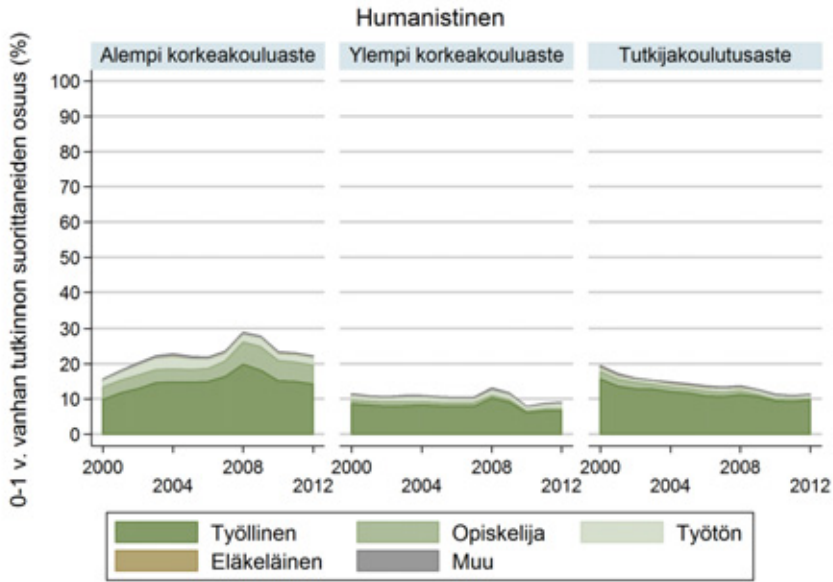 Humanistinen
Alempi korkeakouluaste
Ylempi korkeakouluaste
Tutkijakoulutusaste
0-1 v. vanhan tutkinnon suorittaneiden osuus (%)
100
90
80
70
60
50
40
30
20
10
0
2000 2008 2000 2008 2000 2008
2004 2012 2004 2012 2004 2012
Työllinen Opiskelija Työtön
Eläkeläinen Muu